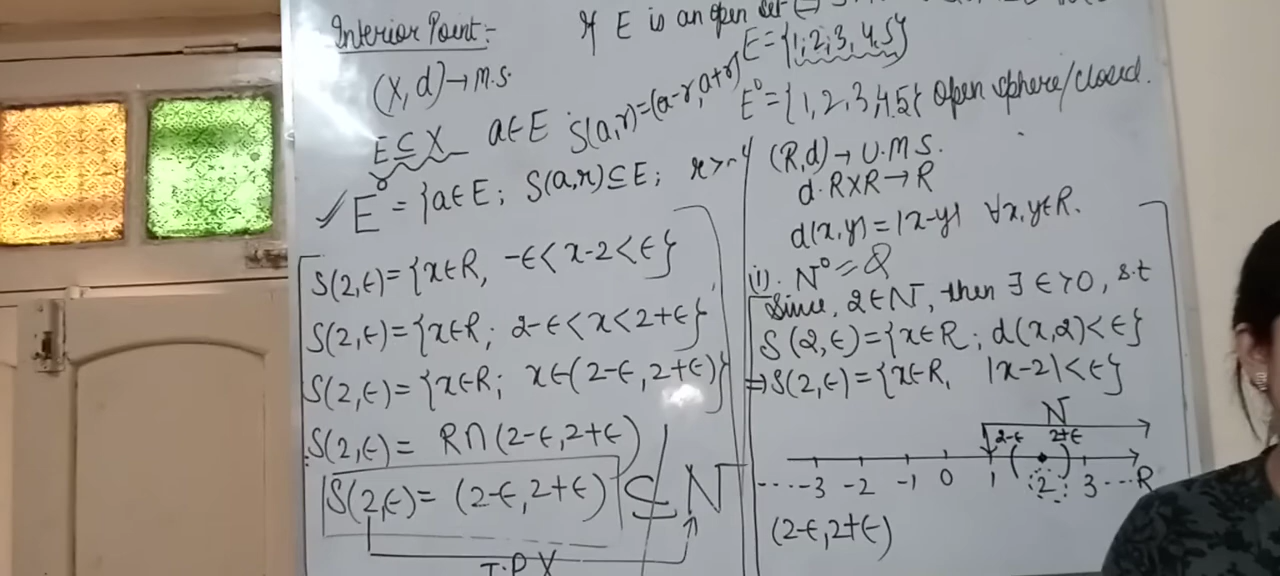 Interior Point:-
If E is an open set
(X,d)→M.S.
E={1,2,3,4,5}
E⊆X a∈E S(a,r)=(a-r,a+r)
E°={1,2,3,4,5} open sphere/closed.
E°={a∈E; S(a,r)⊆E; r>
S(2,ϵ)={x∈R, -ϵ<x-2<ϵ}
S(2,ϵ)={x∈R; 2-ϵ<x<2+ϵ}
S(2,ϵ)={x∈R; x∈(2-ϵ,2+ϵ)}
S(2,ϵ)= R∩(2-ϵ,2+ϵ)
S(2,ϵ)= (2-ϵ,2+ϵ) ⊈ N
(R,d)→U.M.S.
d:R×R→R
d(x,y)=|x-y| ∀x,y∈R.
(i). N°=
Since, 2∈N, then ∃ ϵ>0, s.t
S(2,ϵ)={x∈R; d(x,2)<ϵ}
⇒S(2,ϵ)={x∈R, |x-2|<ϵ}
N
2-ϵ 2+ϵ
....-3 -2 -1 0 1 2 3...R
(2-ϵ,2+ϵ)